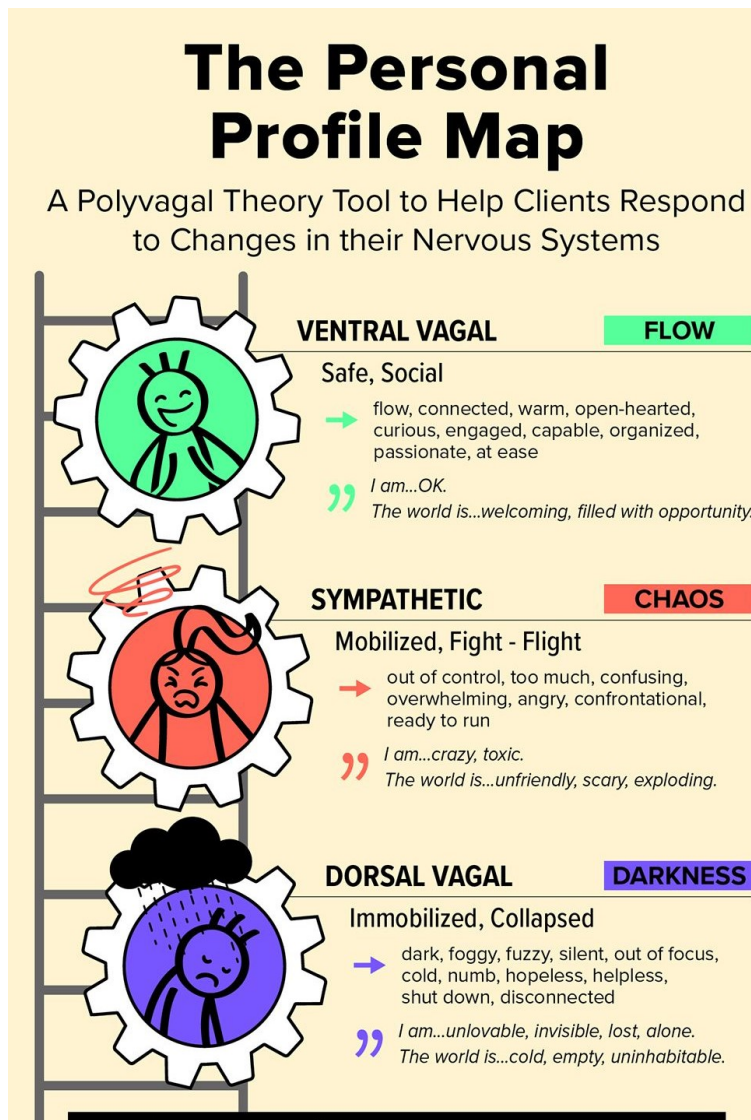 The Personal
Profile Map
A Polyvagal Theory Tool to Help Clients Respond
to Changes in their Nervous Systems
VENTRAL VAGAL
FLOW
Safe, Social
flow, connected, warm, open-hearted,
curious, engaged, capable, organized,
passionate, at ease
I am...OK.
The world is...welcoming, filled with opportunity.
SYMPATHETIC
CHAOS
Mobilized, Fight - Flight
out of control, too much, confusing,
overwhelming, angry, confrontational,
ready to run
I am...crazy, toxic.
The world is...unfriendly, scary, exploding.
DORSAL VAGAL
DARKNESS
Immobilized, Collapsed
dark, foggy, fuzzy, silent, out of focus,
cold, numb, hopeless, helpless,
shut down, disconnected
I am...unlovable, invisible, lost, alone.
The world is...cold, empty, uninhabitable.